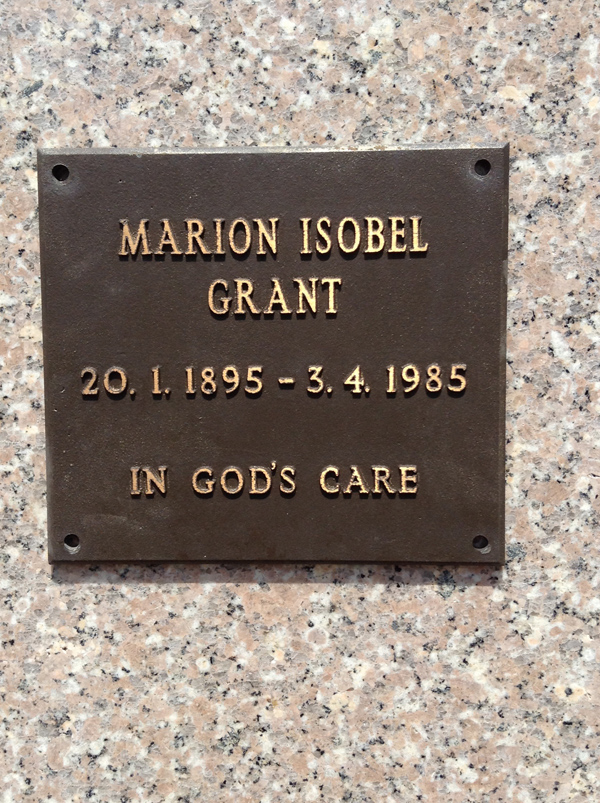 MARION ISOBEL
GRANT
20. 1. 1895 - 3. 4. 1985
IN GOD'S CARE